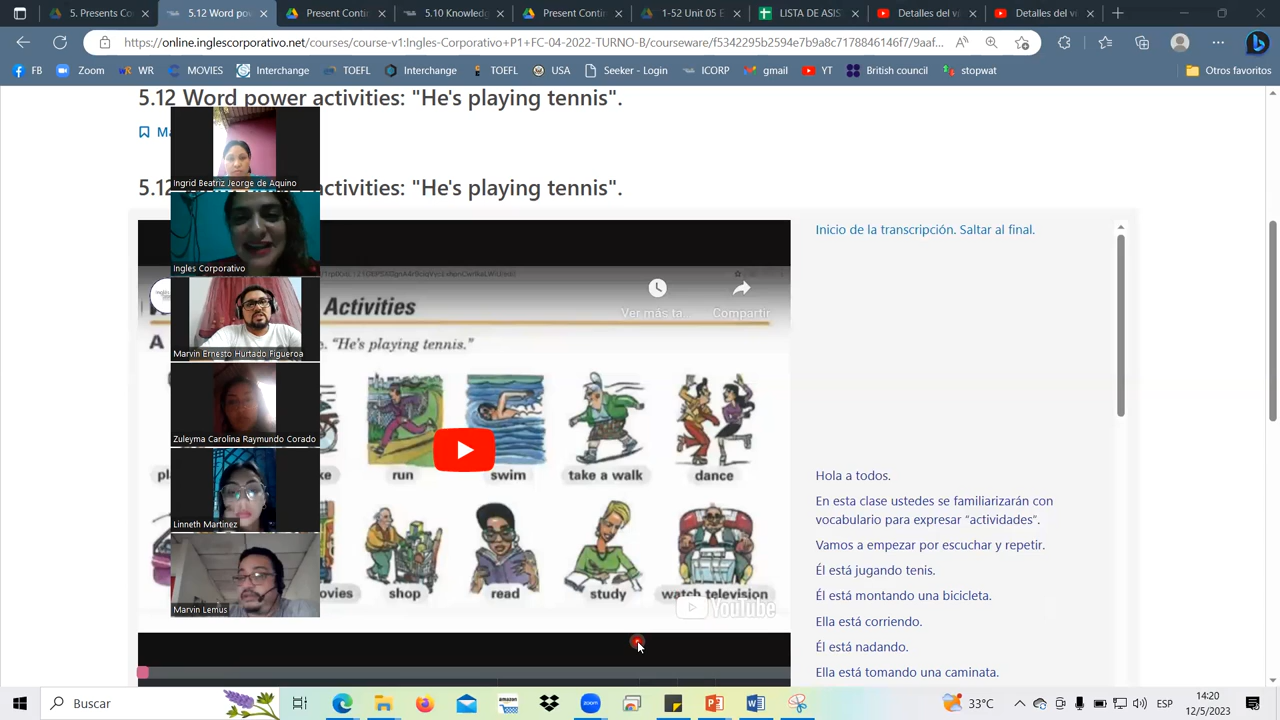 5. Activities
5.12 Word powe
5.10 Knowing t
Present Contin
Present Contin
1-52 Unit 05 E
LISTA DE ASIS
Detalles del v
Detalles del v
https://online.inglescorporativo.net/courses/course-v1:Ingles-Corporativo+P1+FC-04-2022-TURNO-B/courseware/f5342295b2594e7b9a8c7178846146f7/9aaf...
FB
Zoom
WR
MOVIES
Interchange
TOEFL
Interchange
TOEFL
USA
Seeker - Login
ICORP
gmail
YT
British council
stopwat
Otros favoritos
5.12 Word power activities: "He's playing tennis".
Ma
5.12
activities: "He's playing tennis".
Ingrid Beatriz Jeorge de Aquino
Ingles Corporativo
Marvin Ernesto Hurtado Figueroa
Zuleyma Carolina Raymundo Corado
Linneth Martinez
Marvin Lemus
Activities
Ver más ta
Compartir
A
. "He's playing tennis."
pl
ke
run
swim
take a walk
dance
ovies
shop
read
study
watch television
YouTube
Inicio de la transcripción. Saltar al final.
Hola a todos.
En esta clase ustedes se familiarizarán con
vocabulario para expresar “actividades”.
Vamos a empezar por escuchar y repetir.
Él está jugando tenis.
Él está montando una bicicleta.
Ella está corriendo.
Él está nadando.
Ella está tomando una caminata.
Buscar
33°C
ESP
14:20
12/5/2023